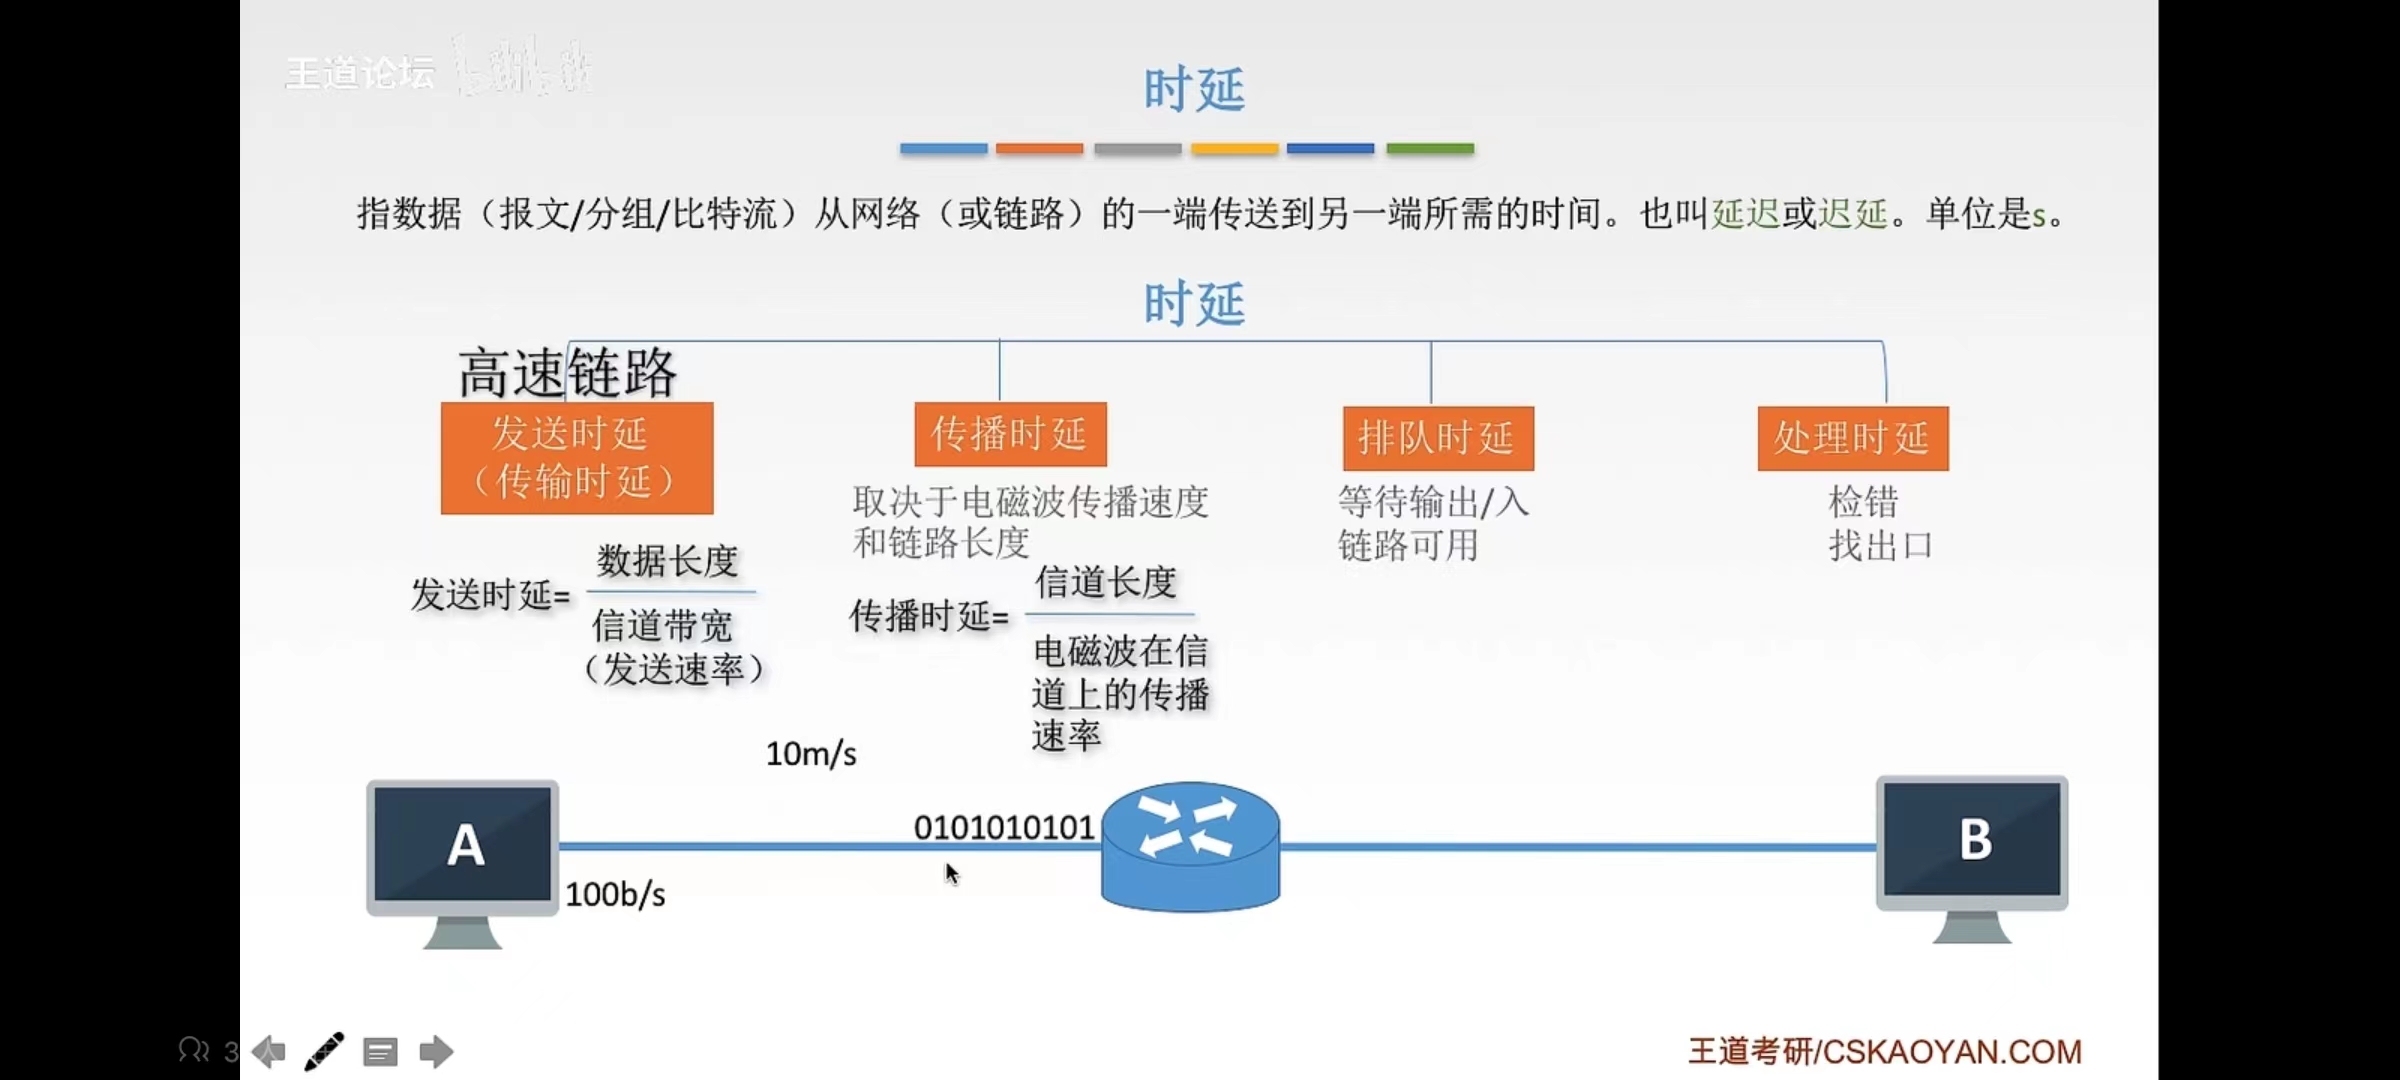 王道论坛 bilibili
时延
指数据（报文/分组/比特流）从网络（或链路）的一端传送到另一端所需的时间。也叫延迟或迟延。单位是s。
时延
高速链路
发送时延
（传输时延）
传播时延
排队时延
处理时延
取决于电磁波传播速度
和链路长度
等待输出/入
链路可用
检错
找出口
发送时延=
数据长度
信道带宽
（发送速率）
传播时延=
信道长度
电磁波在信
道上的传播
速率
10m/s
0101010101
A
B
100b/s
3
王道考研/CSKAOYAN.COM